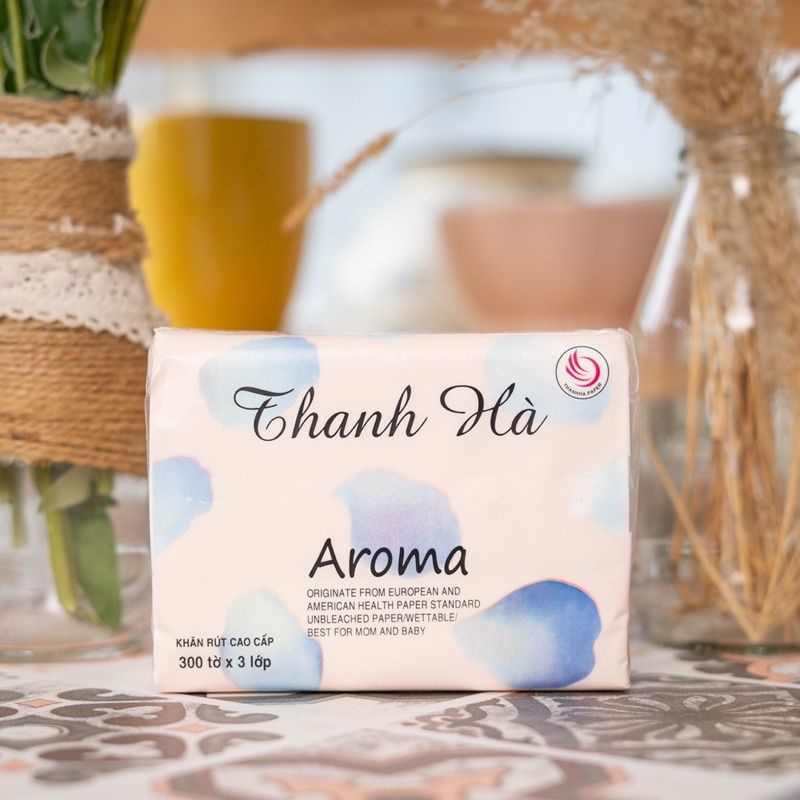 Thanh Hà
THANHHA PAPER
Aroma
ORIGINATE FROM EUROPEAN AND
AMERICAN HEALTH PAPER STANDARD
UNBLEACHED PAPER/WETTABLE/
BEST FOR MOM AND BABY
KHĂN RÚT CAO CẤP
300 tờ x 3 lớp